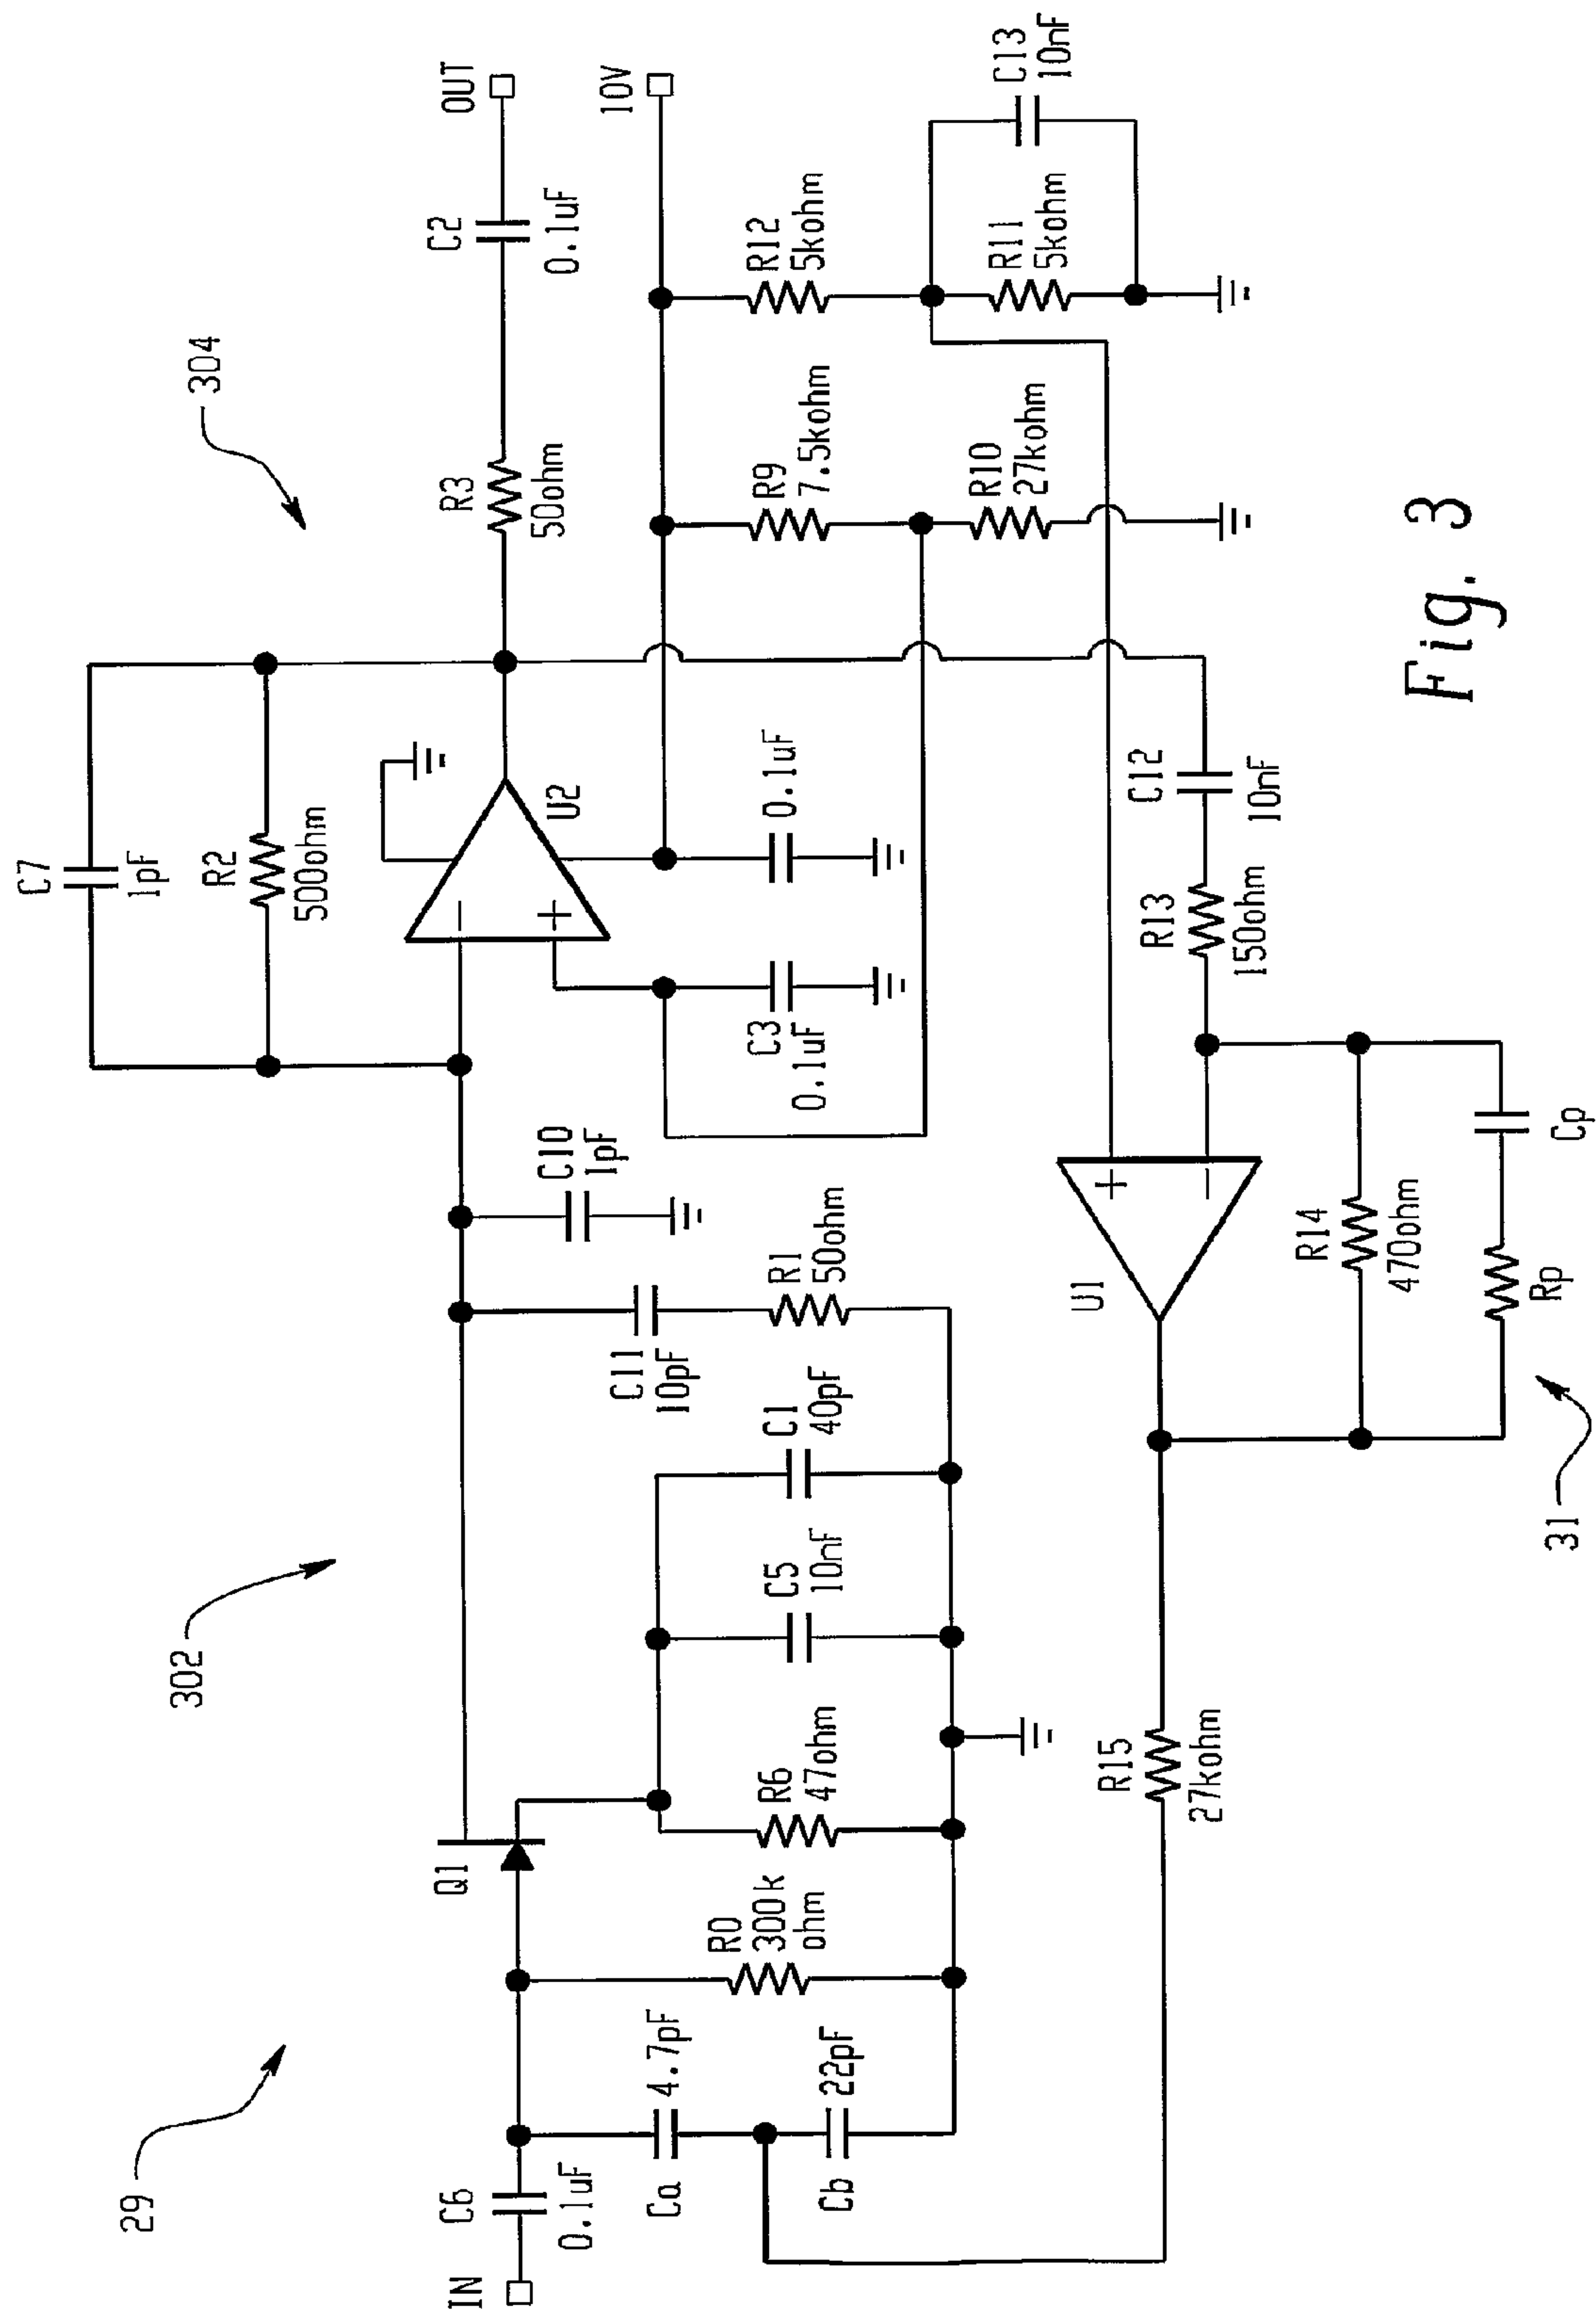 29
302
304
IN
C6
0.1uF
Ca
4.7pF
Cb
22pF
R0
300k
ohm
Q1
R6
47ohm
C5
10nF
C1
40pF
C11
10pF
R1
50ohm
C10
1pF
C7
1pF
R2
500ohm
−
+
U2
C3
0.1uF
0.1uF
R3
50ohm
C2
0.1uF
OUT
10V
R9
7.5kohm
R10
27kohm
R12
5kohm
R11
5kohm
C13
10nF
R15
27kohm
U1
+
−
R13
150ohm
C12
10nF
R14
470ohm
Rp
Cp
31
Fig. 3